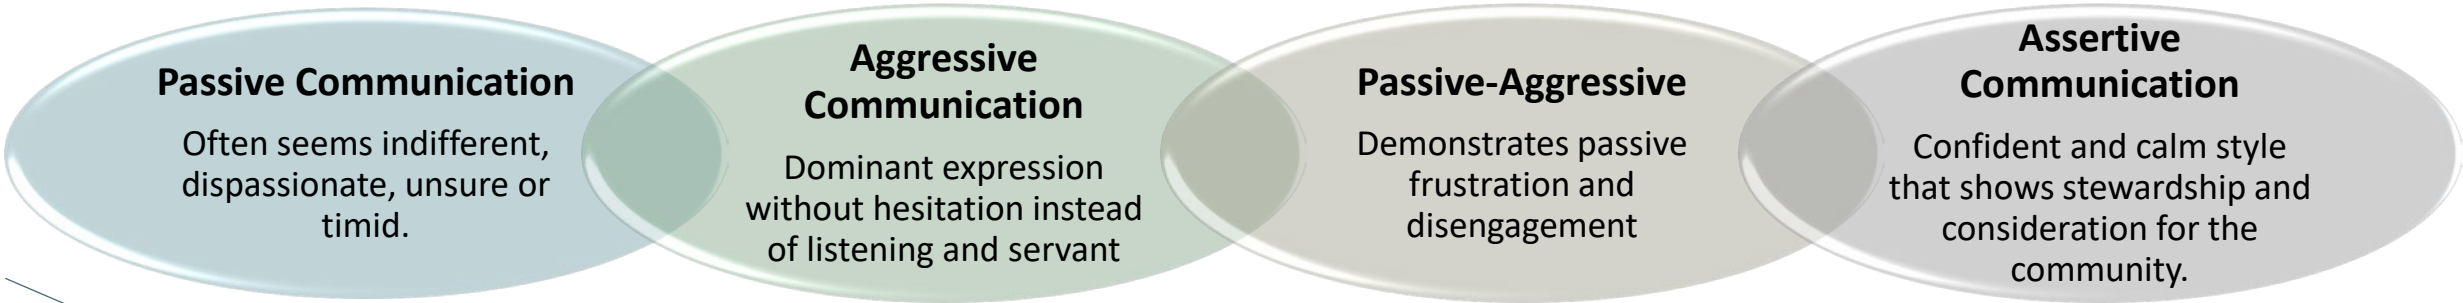 Passive Communication
Often seems indifferent,
dispassionate, unsure or
timid.
Aggressive
Communication
Dominant expression
without hesitation instead
of listening and servant
Passive-Aggressive
Demonstrates passive
frustration and
disengagement
Assertive
Communication
Confident and calm style
that shows stewardship and
consideration for the
community.